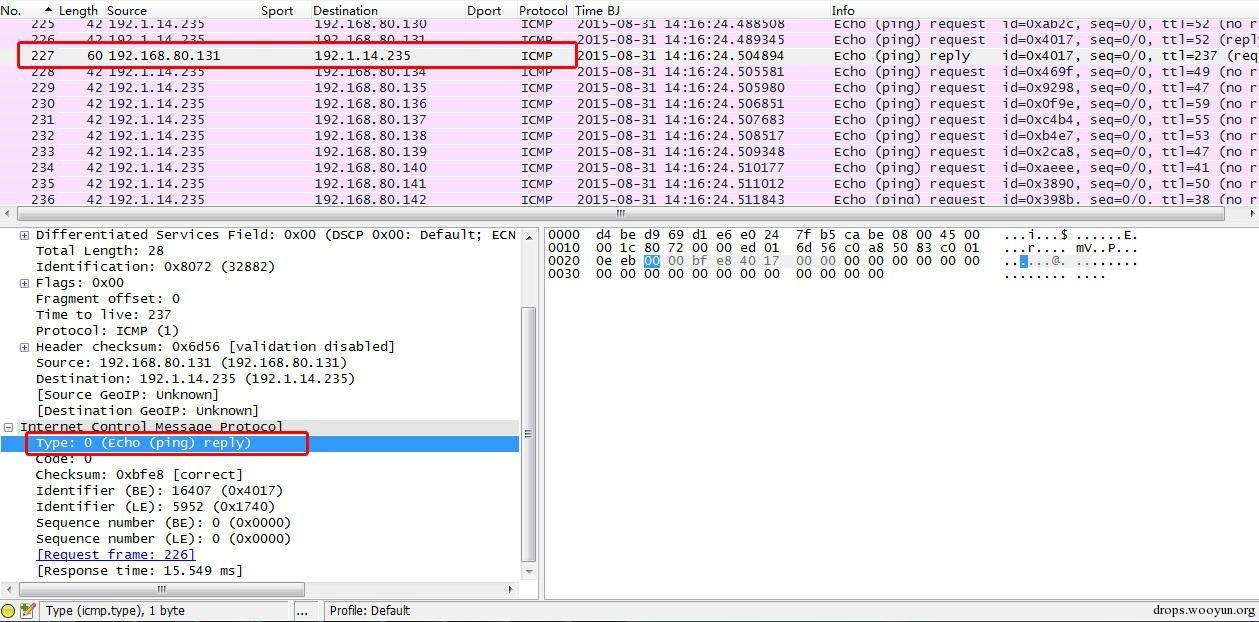 No. Length Source Sport Destination Dport Protocol Time BJ Info
225 42 192.1.14.235 192.168.80.130 ICMP 2015-08-31 14:16:24.488508 Echo (ping) request id=0xab2c, seq=0/0, ttl=52 (no r
226 42 192.1.14.235 192.168.80.131 ICMP 2015-08-31 14:16:24.489345 Echo (ping) request id=0x4017, seq=0/0, ttl=52 (repl
227 60 192.168.80.131 192.1.14.235 ICMP 2015-08-31 14:16:24.504894 Echo (ping) reply id=0x4017, seq=0/0, ttl=237 (req
228 42 192.1.14.235 192.168.80.134 ICMP 2015-08-31 14:16:24.505581 Echo (ping) request id=0x469f, seq=0/0, ttl=49 (no r
229 42 192.1.14.235 192.168.80.135 ICMP 2015-08-31 14:16:24.505980 Echo (ping) request id=0x9298, seq=0/0, ttl=47 (no r
230 42 192.1.14.235 192.168.80.136 ICMP 2015-08-31 14:16:24.506851 Echo (ping) request id=0x0f9e, seq=0/0, ttl=59 (no r
231 42 192.1.14.235 192.168.80.137 ICMP 2015-08-31 14:16:24.507683 Echo (ping) request id=0xc4b4, seq=0/0, ttl=55 (no r
232 42 192.1.14.235 192.168.80.138 ICMP 2015-08-31 14:16:24.508517 Echo (ping) request id=0xb4e7, seq=0/0, ttl=53 (no r
233 42 192.1.14.235 192.168.80.139 ICMP 2015-08-31 14:16:24.509348 Echo (ping) request id=0x2ca8, seq=0/0, ttl=55 (no r
234 42 192.1.14.235 192.168.80.140 ICMP 2015-08-31 14:16:24.510177 Echo (ping) request id=0xaeee, seq=0/0, ttl=41 (no r
235 42 192.1.14.235 192.168.80.141 ICMP 2015-08-31 14:16:24.511012 Echo (ping) request id=0x3890, seq=0/0, ttl=50 (no r
236 42 192.1.14.235 192.168.80.142 ICMP 2015-08-31 14:16:24.511843 Echo (ping) request id=0x398b, seq=0/0, ttl=38 (no r
Differentiated Services Field: 0x00 (DSCP 0x00: Default; ECN
Total Length: 28
Identification: 0x8072 (32882)
Flags: 0x00
Fragment offset: 0
Time to live: 237
Protocol: ICMP (1)
Header checksum: 0x6d56 [validation disabled]
Source: 192.168.80.131 (192.168.80.131)
Destination: 192.1.14.235 (192.1.14.235)
[Source GeoIP: Unknown]
[Destination GeoIP: Unknown]
Internet Control Message Protocol
Type: 0 (Echo (ping) reply)
Code: 0
Checksum: 0xbfe8 [correct]
Identifier (BE): 16407 (0x4017)
Identifier (LE): 5952 (0x1740)
Sequence number (BE): 0 (0x0000)
Sequence number (LE): 0 (0x0000)
[Request frame: 226]
[Response time: 15.549 ms]
0000 d4 be d9 69 d1 e6 e0 24 7f b5 ca be 08 00 45 00 ...i...$ ......E.
0010 00 1c 80 72 00 00 ed 01 6d 56 c0 a8 50 83 c0 01 ...r.... mV..P...
0020 0e eb 00 00 bf e8 40 17 00 00 00 00 00 00 00 00 ......@. ........
0030 00 00 00 00 00 00 00 00 00 00 00 00 ........ ....
Type (icmp.type), 1 byte ... Profile: Default
drops.wooyun.org